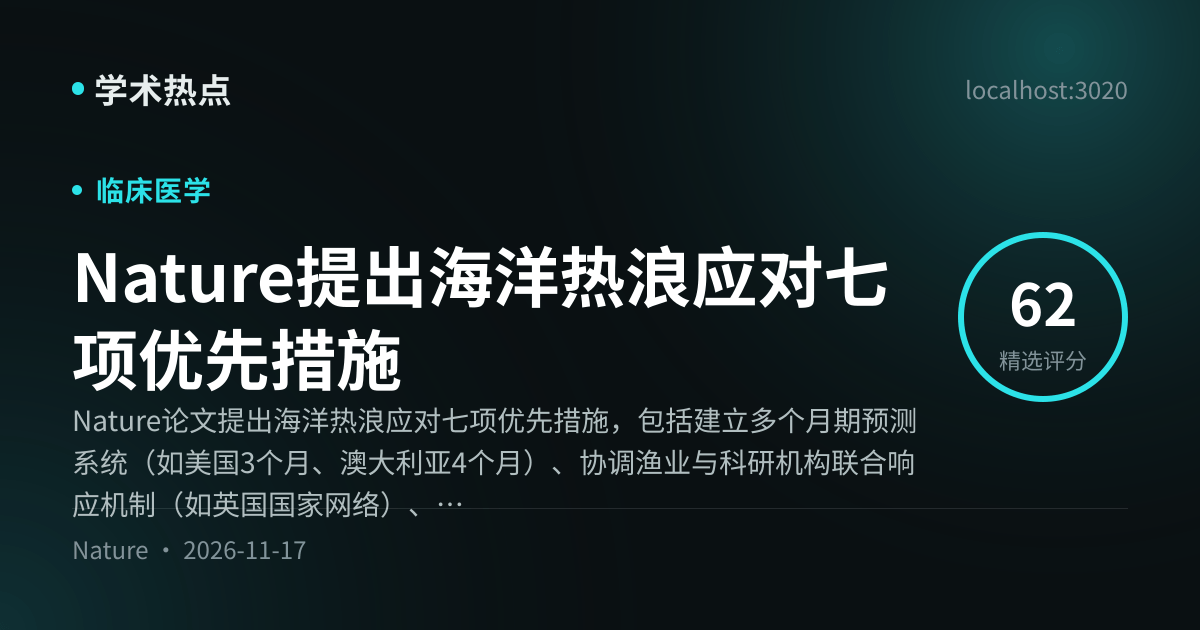 学术热点
localhost:3020
临床医学
Nature提出海洋热浪应对七
项优先措施
62
精选评分
Nature论文提出海洋热浪应对七项优先措施，包括建立多个月期预测
系统（如美国3个月、澳大利亚4个月）、协调渔业与科研机构联合响
应机制（如英国国家网络）、…
Nature · 2026-11-17